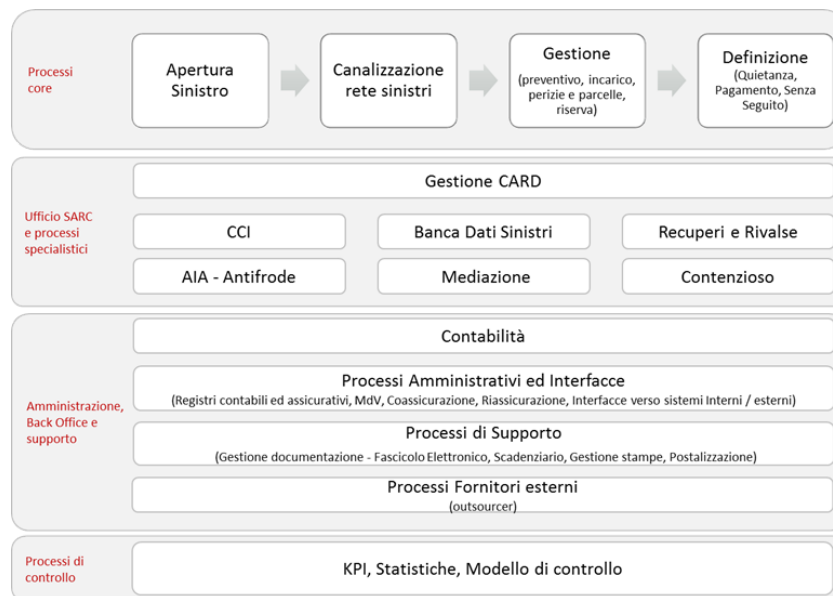 Processi
core
Apertura
Sinistro
Canalizzazione
rete sinistri
Gestione
(preventivo, incarico,
perizie e parcelle,
riserva)
Definizione
(Quietanza,
Pagamento, Senza
Seguito)
Ufficio SARC
e processi
specialistici
Gestione CARD
CCI
Banca Dati Sinistri
Recuperi e Rivalse
AIA - Antifrode
Mediazione
Contenzioso
Amministrazione,
Back Office e
supporto
Contabilità
Processi Amministrativi ed Interfacce
(Registri contabili ed assicurativi, MdV, Coassicurazione, Riassicurazione, Interfacce verso sistemi Interni / esterni)
Processi di Supporto
(Gestione documentazione - Fascicolo Elettronico, Scadenziario, Gestione stampe, Postalizzazione)
Processi Fornitori esterni
(outsourcer)
Processi di
controllo
KPI, Statistiche, Modello di controllo